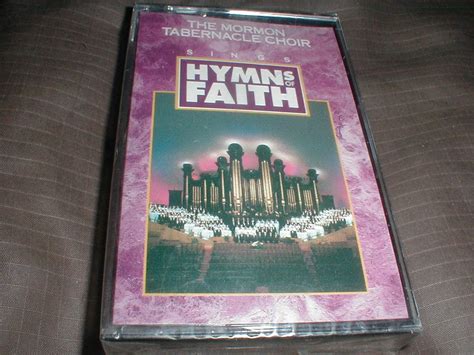 THE MORMON
TABERNACLE CHOIR
SINGS
HYMNS OF
FAITH